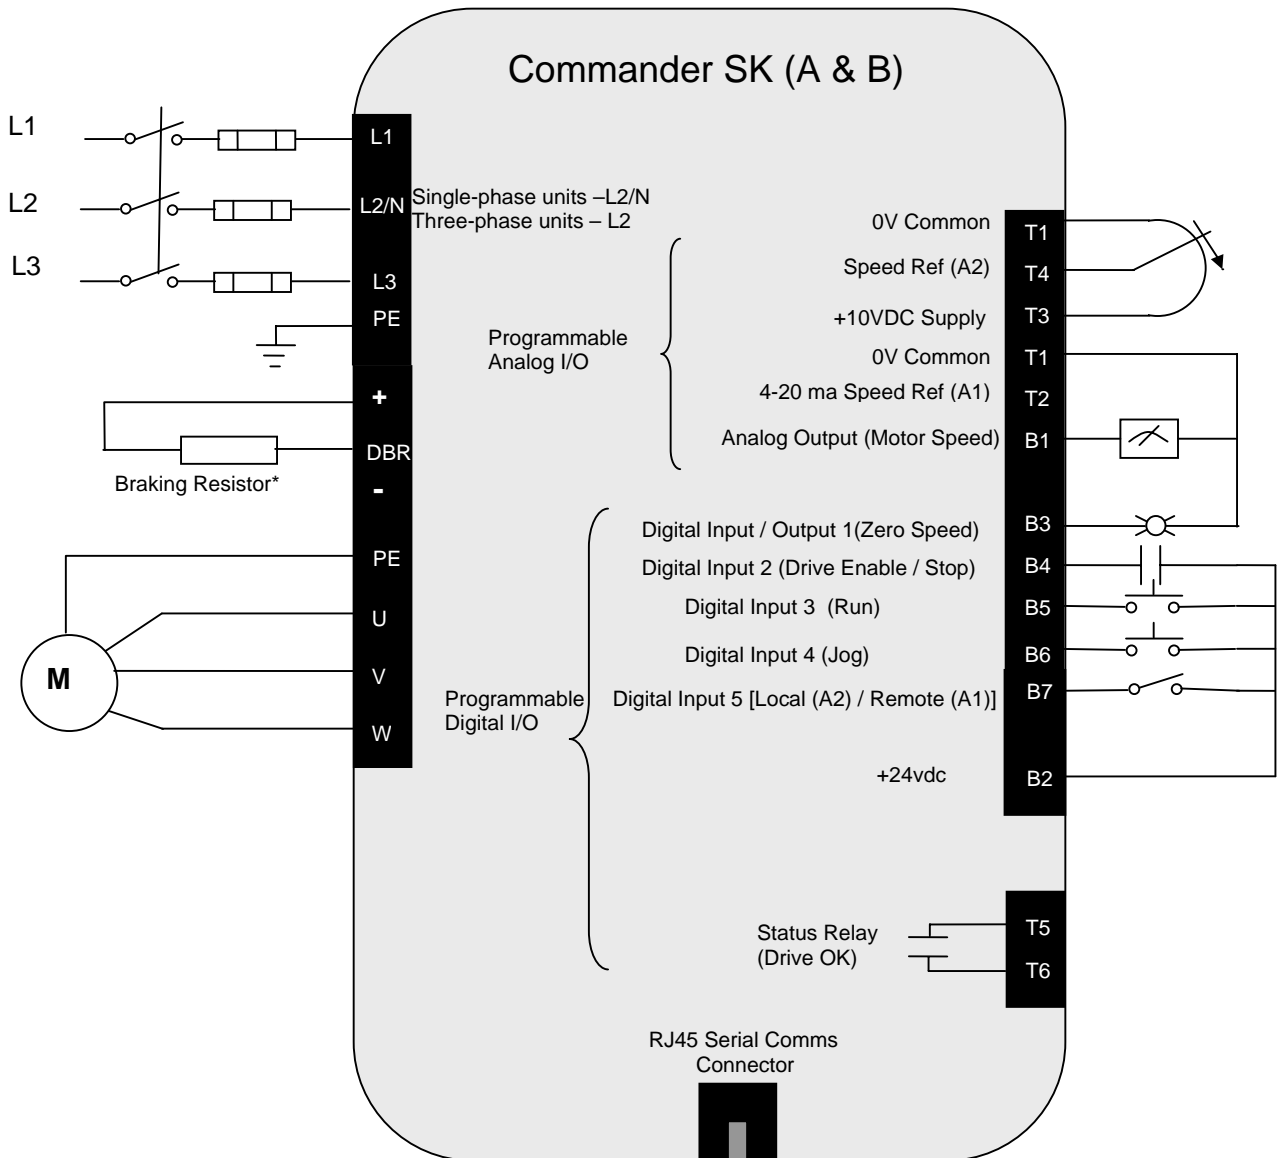 Commander SK (A & B)
L1
L2
L3
L1
L2/N
L3
PE
Single-phase units –L2/N
Three-phase units – L2
Programmable
Analog I/O
0V Common
Speed Ref (A2)
+10VDC Supply
0V Common
4-20 ma Speed Ref (A1)
Analog Output (Motor Speed)
T1
T4
T3
T1
T2
B1
+
DBR
-
Braking Resistor*
PE
U
V
W
M
Programmable
Digital I/O
Digital Input / Output 1(Zero Speed)
Digital Input 2 (Drive Enable / Stop)
Digital Input 3 (Run)
Digital Input 4 (Jog)
Digital Input 5 [Local (A2) / Remote (A1)]
+24vdc
B3
B4
B5
B6
B7
B2
Status Relay
(Drive OK)
T5
T6
RJ45 Serial Comms
Connector